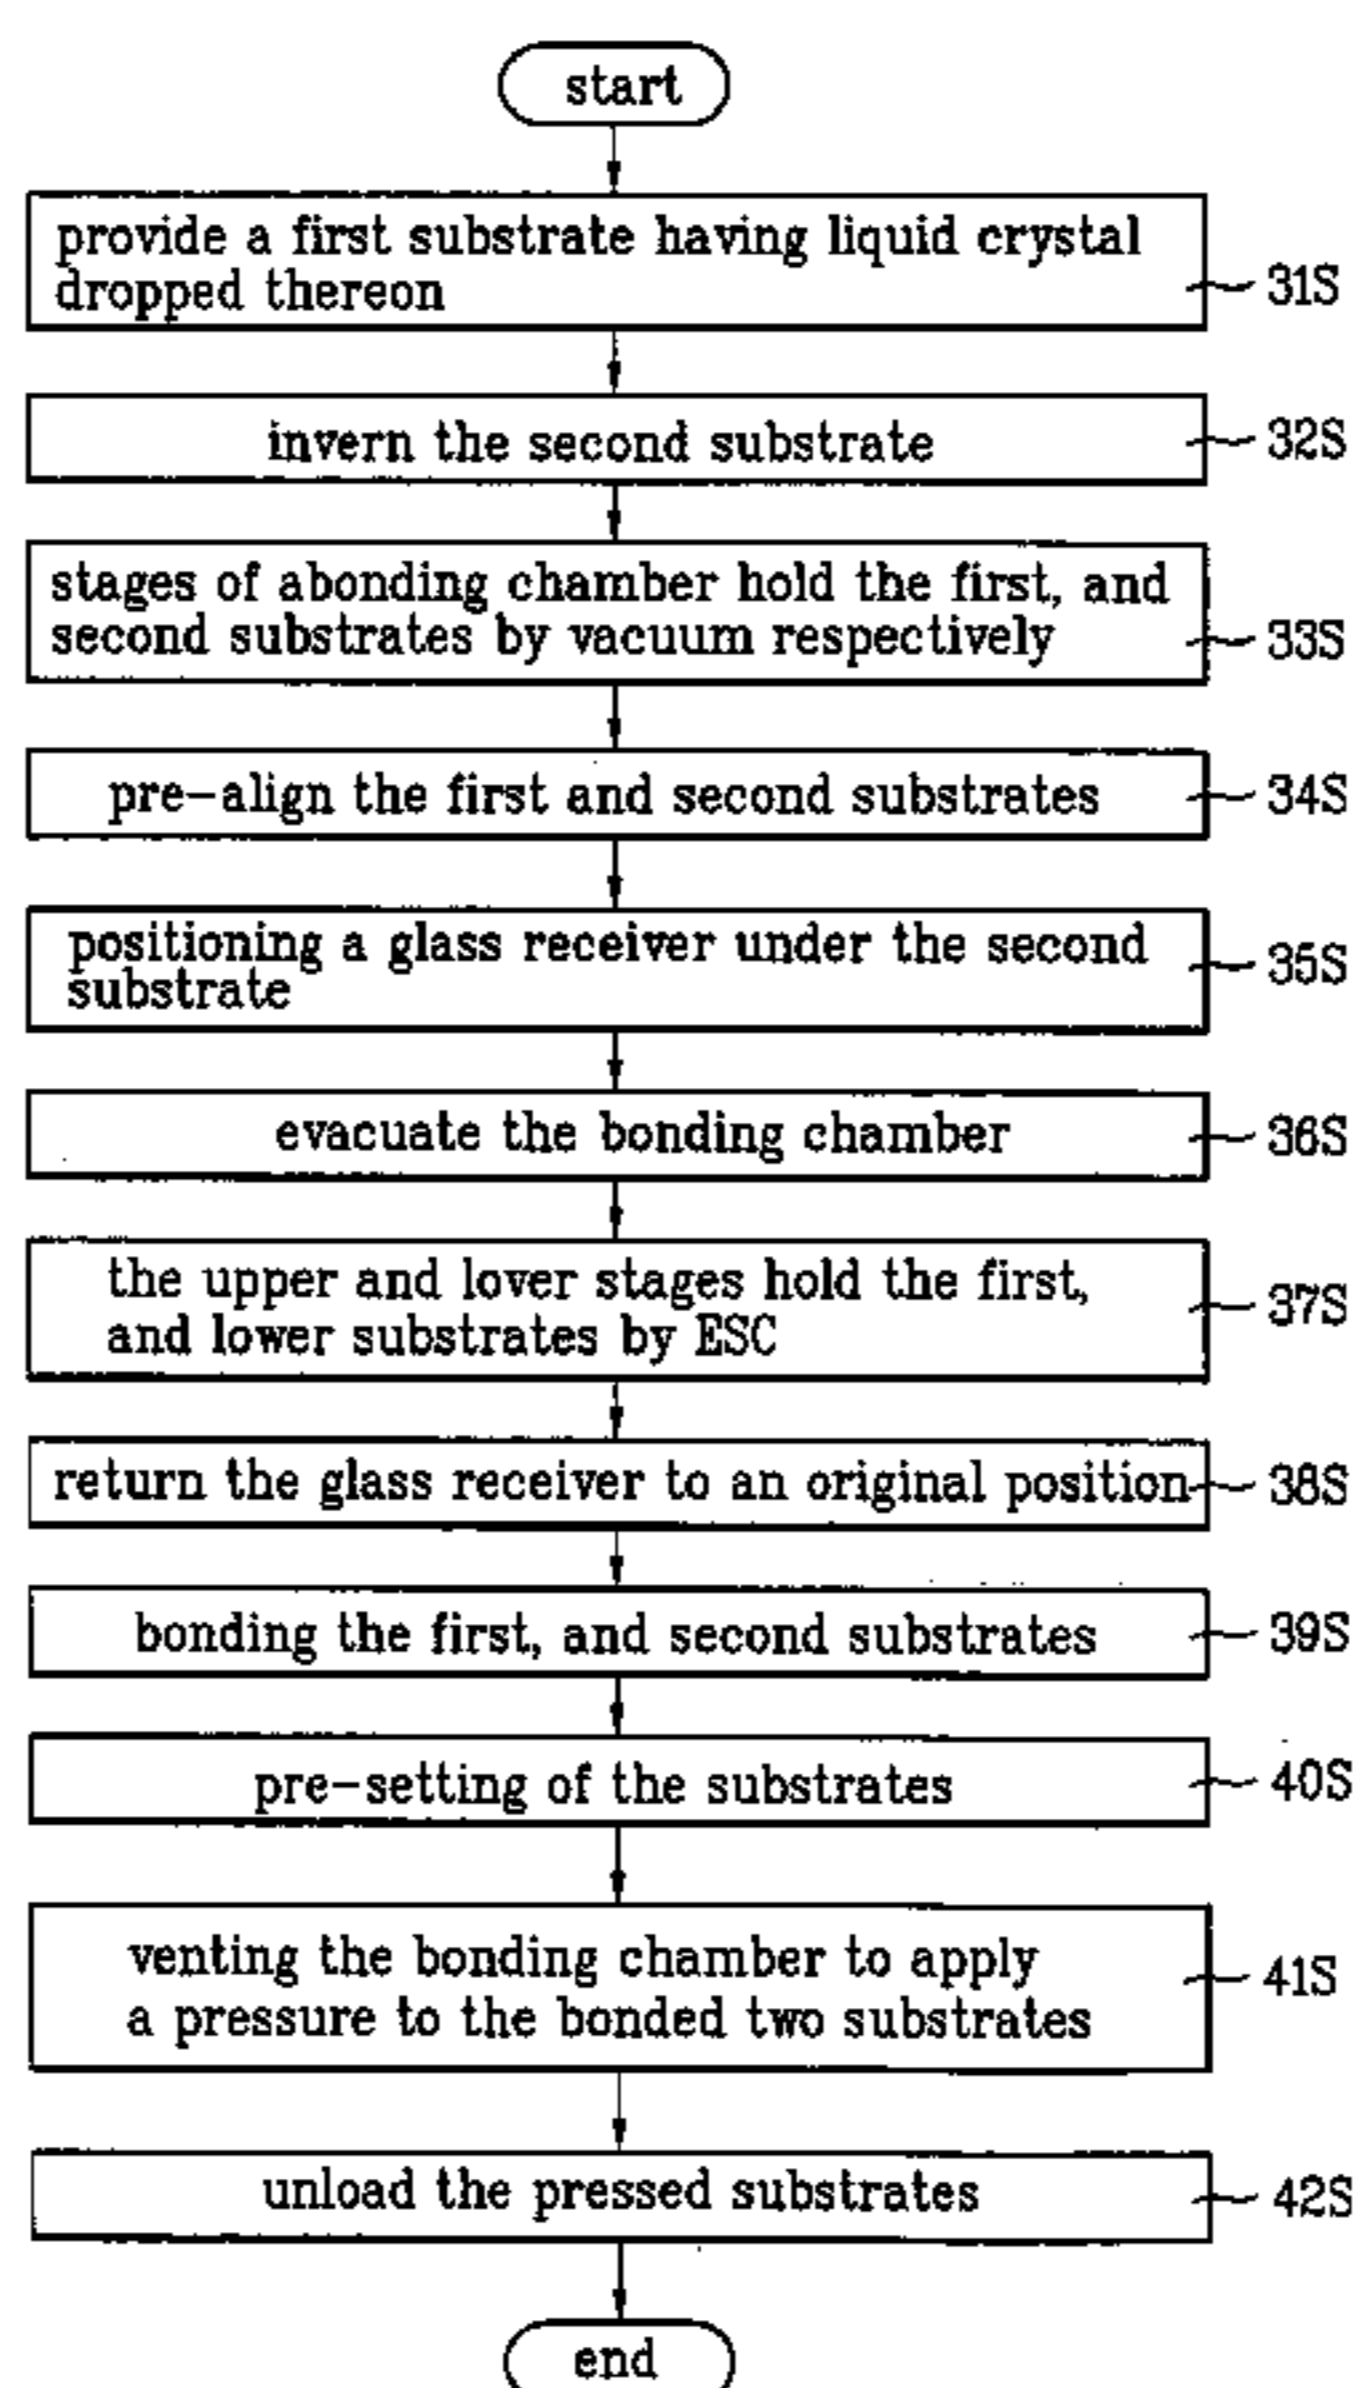 start
provide a first substrate having liquid crystal
dropped thereon
31S
invern the second substrate
32S
stages of abonding chamber hold the first, and
second substrates by vacuum respectively
33S
pre-align the first and second substrates
34S
positioning a glass receiver under the second
substrate
35S
evacuate the bonding chamber
36S
the upper and lover stages hold the first,
and lower substrates by ESC
37S
return the glass receiver to an original position
38S
bonding the first, and second substrates
39S
pre-setting of the substrates
40S
venting the bonding chamber to apply
a pressure to the bonded two substrates
41S
unload the pressed substrates
42S
end